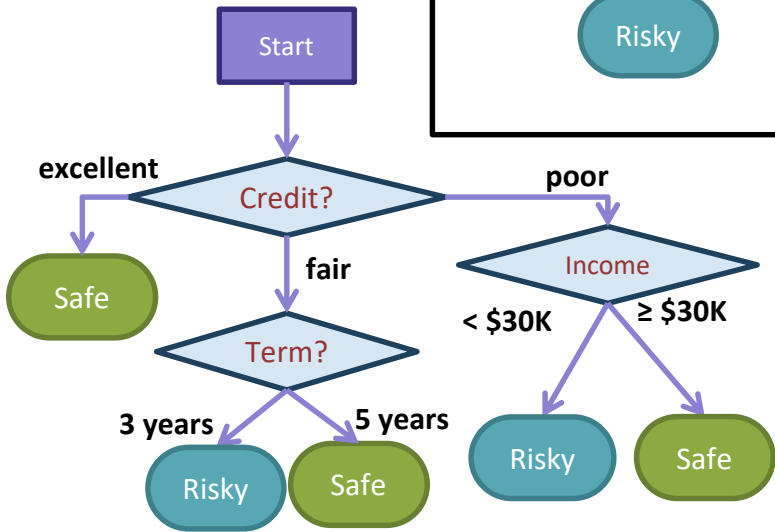 Start
Risky
excellent
Credit?
poor
fair
Safe
Income
Term?
< $30K
≥ $30K
3 years
5 years
Risky
Safe
Risky
Safe